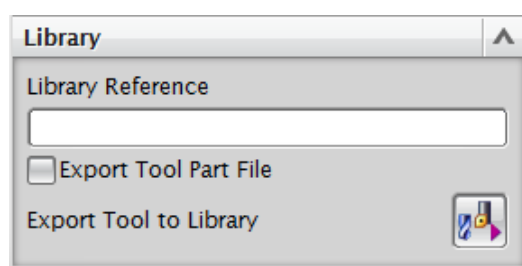 Library
Library Reference
Export Tool Part File
Export Tool to Library